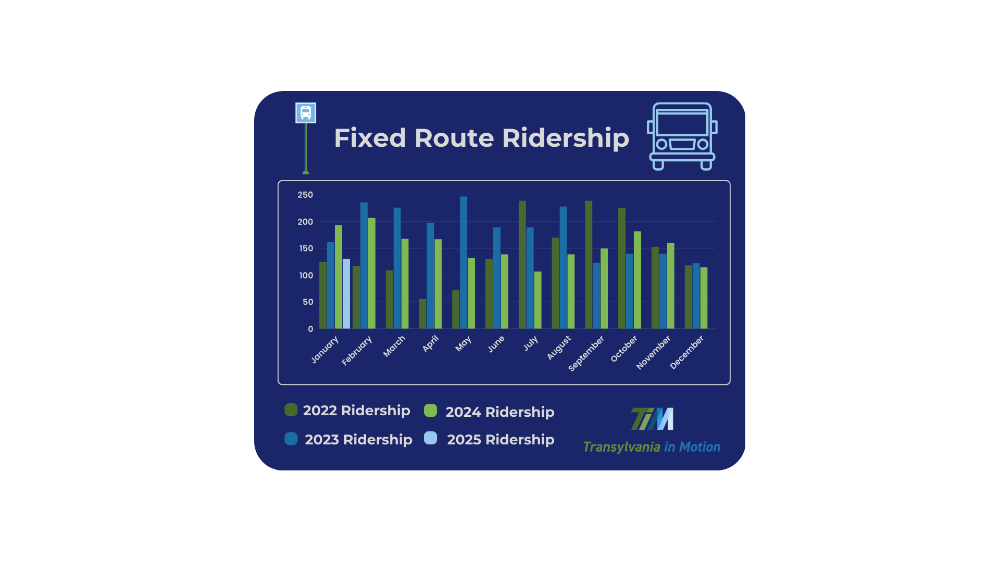 Fixed Route Ridership
250
200
150
100
50
0
January
February
March
April
May
June
July
August
September
October
November
December
2022 Ridership
2024 Ridership
2023 Ridership
2025 Ridership
TiM
Transylvania in Motion